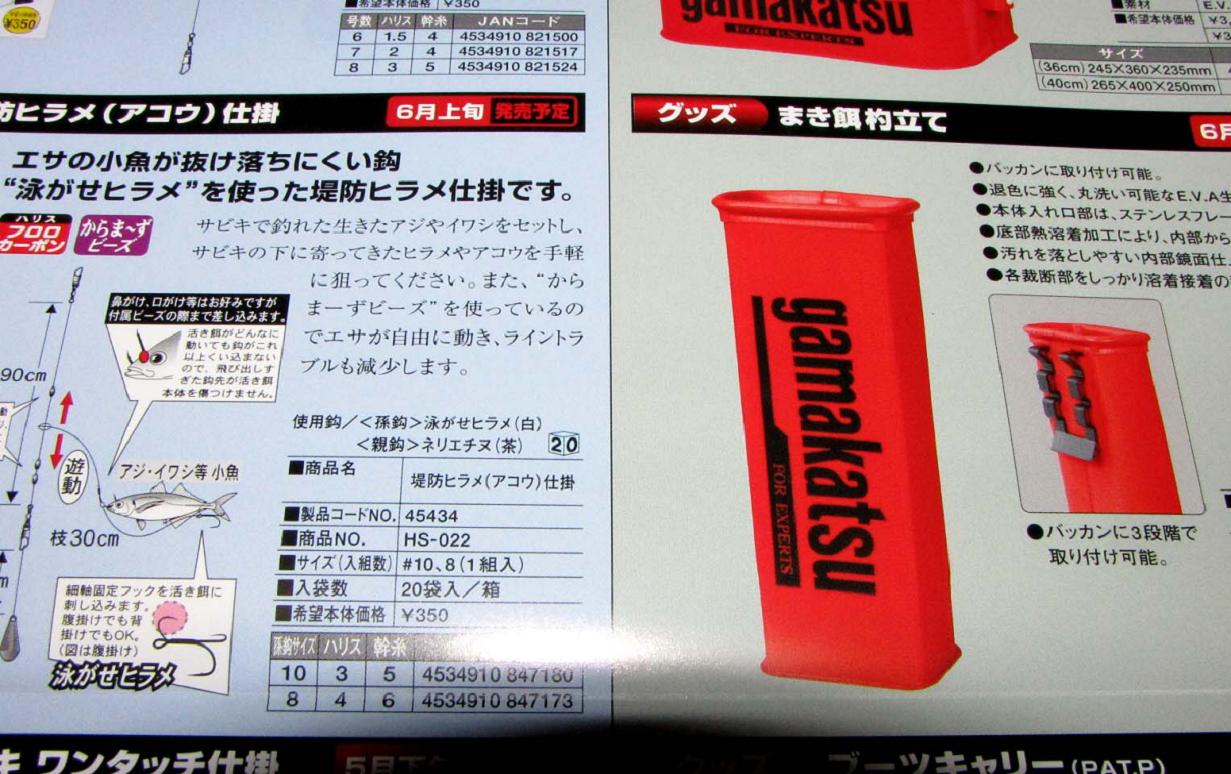 ¥350
■希望本体価格 ¥350
号数 ハリス 幹糸 JANコード
6 1.5 4 4534910 821500
7 2 4 4534910 821517
8 3 5 4534910 821524
防ヒラメ(アコウ)仕掛 6月上旬 発売予定
エサの小魚が抜け落ちにくい鈎
“泳がせヒラメ”を使った堤防ヒラメ仕掛です。
ハリス
フロロ
カーボン
からま~ず
ビーズ
サビキで釣れた生きたアジやイワシをセットし、
サビキの下に寄ってきたヒラメやアコウを手軽
に狙ってください。また、“から
まーずビーズ”を使っているの
でエサが自由に動き、ライントラ
ブルも減少します。
鼻がけ、口がけ等はお好みですが
付属ビーズの際まで差し込みます。
活き餌がどんなに
動いても鈎がこれ
以上くい込まない
ので、飛び出しす
ぎた鈎先が活き餌
本体を傷つけません。
90cm
遊動
アジ・イワシ等 小魚
枝30cm
細軸固定フックを活き餌に
刺し込みます。
腹掛けでも背
掛けでもOK。
(図は腹掛け)
泳がせヒラメ
使用鈎/<孫鈎>泳がせヒラメ(白)
<親鈎>ネリエチヌ(茶) 20
■商品名 堤防ヒラメ(アコウ)仕掛
■製品コードNO. 45434
■商品NO. HS-022
■サイズ(入組数) #10、8(1組入)
■入袋数 20袋入/箱
■希望本体価格 ¥350
孫鈎サイズ ハリス 幹糸
10 3 5 4534910 847180
8 4 6 4534910 847173
キ ワンタッチ仕掛 5月下旬
gamakatsu
FOR EXPERTS
■素材 E.V.
■希望本体価格 ¥3,
¥3
サイズ
(36cm) 245×360×235mm
(40cm) 265×400×250mm
グッズ まき餌杓立て 6月
●バッカンに取り付け可能。
●退色に強く、丸洗い可能なE.V.A生
●本体入れ口部は、ステンレスフレー
●底部熱溶着加工により、内部から
●汚れを落としやすい内部鏡面仕
●各裁断部をしっかり溶着接着の
gamakatsu
FOR EXPERTS
●バッカンに3段階で
取り付け可能。
グッズ ブーツキャリー(PAT.P)